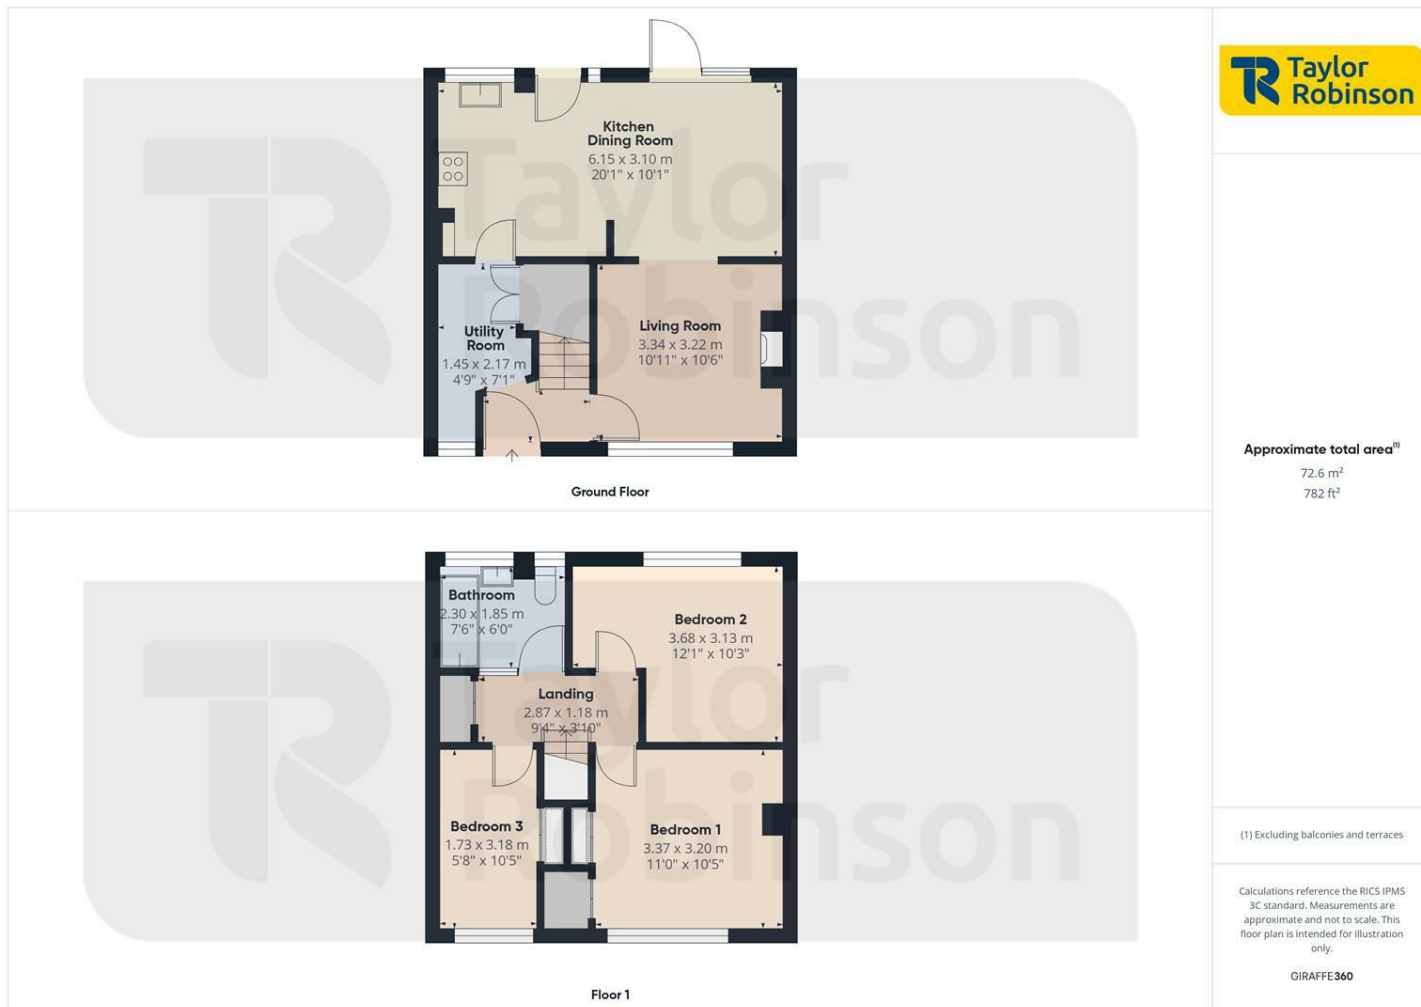 Taylor
Robinson
Kitchen
Dining Room
6.15 x 3.10 m
20'1" x 10'1"
Utility
Room
1.45 x 2.17 m
4'9" x 7'1"
Living Room
3.34 x 3.22 m
10'11" x 10'6"
Ground Floor
Taylor
Robinson
Approximate total area(1)
72.6 m²
782 ft²
Taylor
Robinson
Bathroom
2.30 x 1.85 m
7'6" x 6'0"
Bedroom 2
3.68 x 3.13 m
12'1" x 10'3"
Landing
2.87 x 1.18 m
9'4" x 3'10"
Bedroom 3
1.73 x 3.18 m
5'8" x 10'5"
Bedroom 1
3.37 x 3.20 m
11'0" x 10'5"
Floor 1
(1) Excluding balconies and terraces
Calculations reference the RICS IPMS
3C standard. Measurements are
approximate and not to scale. This
floor plan is intended for illustration
only.
GIRAFFE360